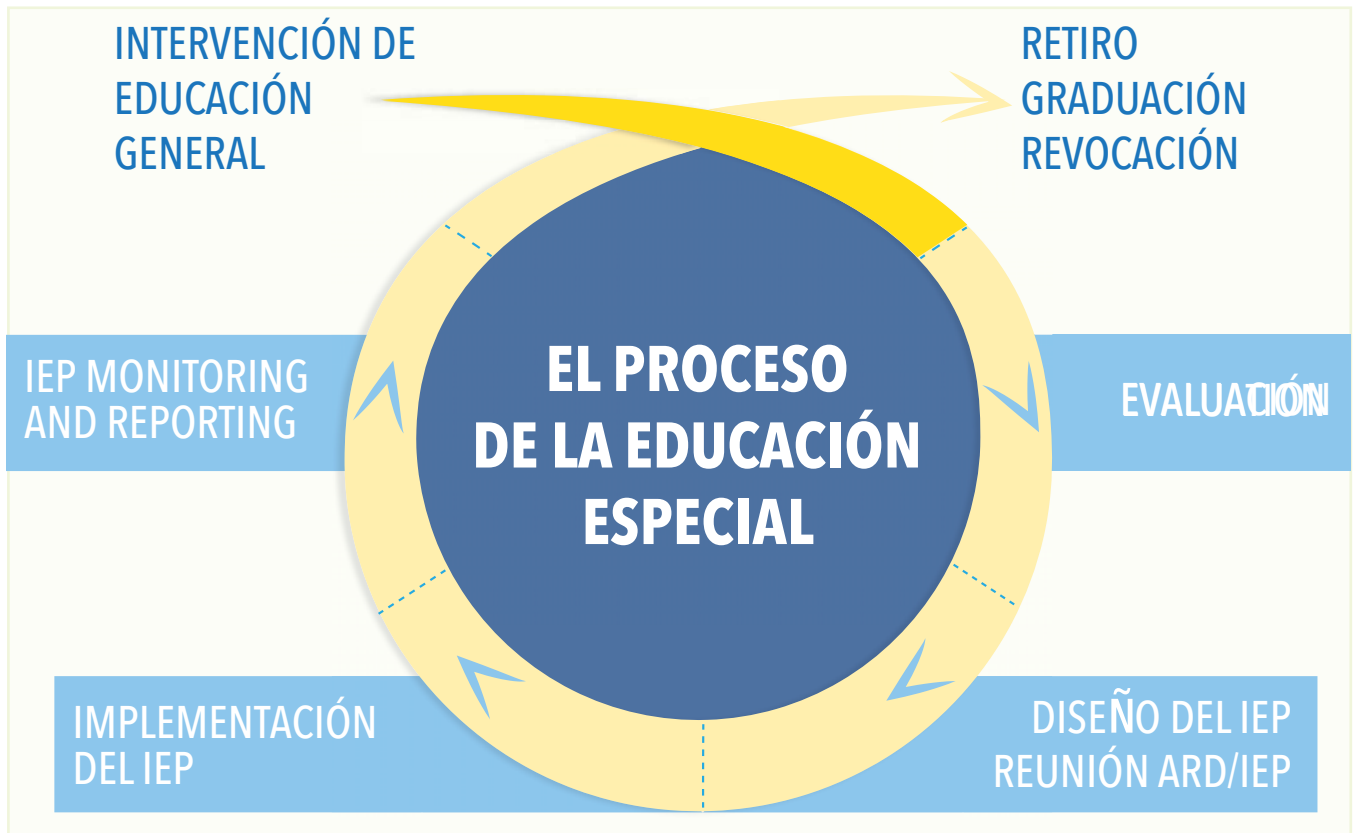 INTERVENCIÓN DE
EDUCACIÓN
GENERAL
RETIRO
GRADUACIÓN
REVOCACIÓN
EL PROCESO
DE LA EDUCACIÓN
ESPECIAL
EVALUACIÓN
DISEÑO DEL IEP
REUNIÓN ARD/IEP
IMPLEMENTACIÓN
DEL IEP
IEP MONITORING
AND REPORTING